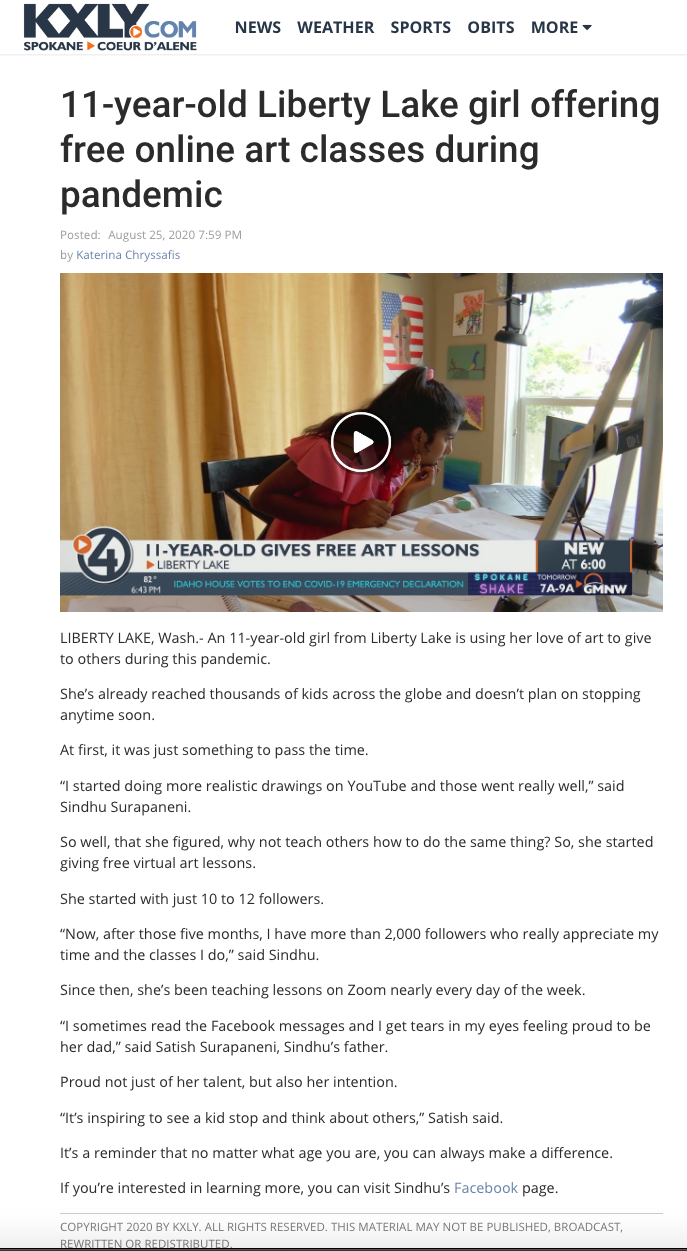 KXLY.COM
SPOKANE COEUR D'ALENE
NEWS WEATHER SPORTS OBITS MORE
11-year-old Liberty Lake girl offering
free online art classes during
pandemic
Posted: August 25, 2020 7:59 PM
by Katerina Chryssafis
4
11-YEAR-OLD GIVES FREE ART LESSONS
LIBERTY LAKE
NEW
AT 6:00
82°
6:43 PM
IDAHO HOUSE VOTES TO END COVID-19 EMERGENCY DECLARATION
SPOKANE
SHAKE
TOMORROW
7A-9A
GMNW
LIBERTY LAKE, Wash.- An 11-year-old girl from Liberty Lake is using her love of art to give
to others during this pandemic.
She’s already reached thousands of kids across the globe and doesn’t plan on stopping
anytime soon.
At first, it was just something to pass the time.
“I started doing more realistic drawings on YouTube and those went really well,” said
Sindhu Surapaneni.
So well, that she figured, why not teach others how to do the same thing? So, she started
giving free virtual art lessons.
She started with just 10 to 12 followers.
“Now, after those five months, I have more than 2,000 followers who really appreciate my
time and the classes I do,” said Sindhu.
Since then, she’s been teaching lessons on Zoom nearly every day of the week.
“I sometimes read the Facebook messages and I get tears in my eyes feeling proud to be
her dad,” said Satish Surapaneni, Sindhu’s father.
Proud not just of her talent, but also her intention.
“It’s inspiring to see a kid stop and think about others,” Satish said.
It’s a reminder that no matter what age you are, you can always make a difference.
If you’re interested in learning more, you can visit Sindhu’s Facebook page.
COPYRIGHT 2020 BY KXLY. ALL RIGHTS RESERVED. THIS MATERIAL MAY NOT BE PUBLISHED, BROADCAST,
REWRITTEN OR REDISTRIBUTED.